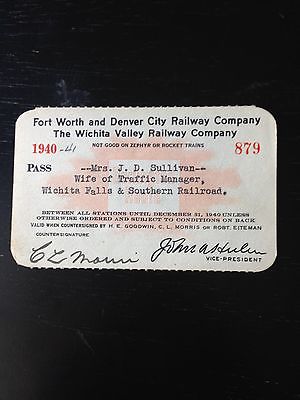 Fort Worth and Denver City Railway Company
The Wichita Valley Railway Company
1940-41 NOT GOOD ON ZEPHYR OR ROCKET TRAINS 879
PASS --Mrs. J. D. Sullivan--
Wife of Traffic Manager,
Wichita Falls & Southern Railroad.
BETWEEN ALL STATIONS UNTIL DECEMBER 31, 1940 UNLESS
OTHERWISE ORDERED AND SUBJECT TO CONDITIONS ON BACK
VALID WHEN COUNTERSIGNED BY H. E. GOODWIN, C. L. MORRIS OR ROBT. EITEMAN
COUNTERSIGNATURE
C L Morris John A Hulen
VICE-PRESIDENT